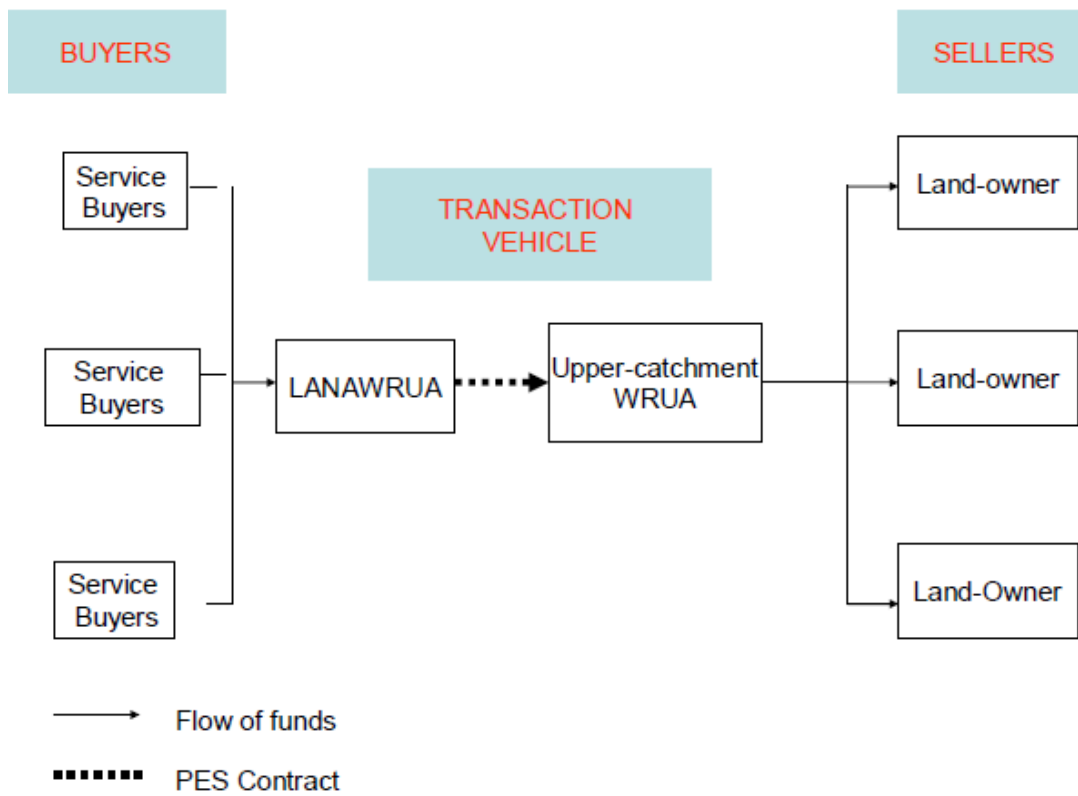 BUYERS
SELLERS
Service
Buyers
TRANSACTION
VEHICLE
Land-owner
Service
Buyers
LANAWRUA
Upper-catchment
WRUA
Land-owner
Service
Buyers
Land-Owner
Flow of funds
PES Contract